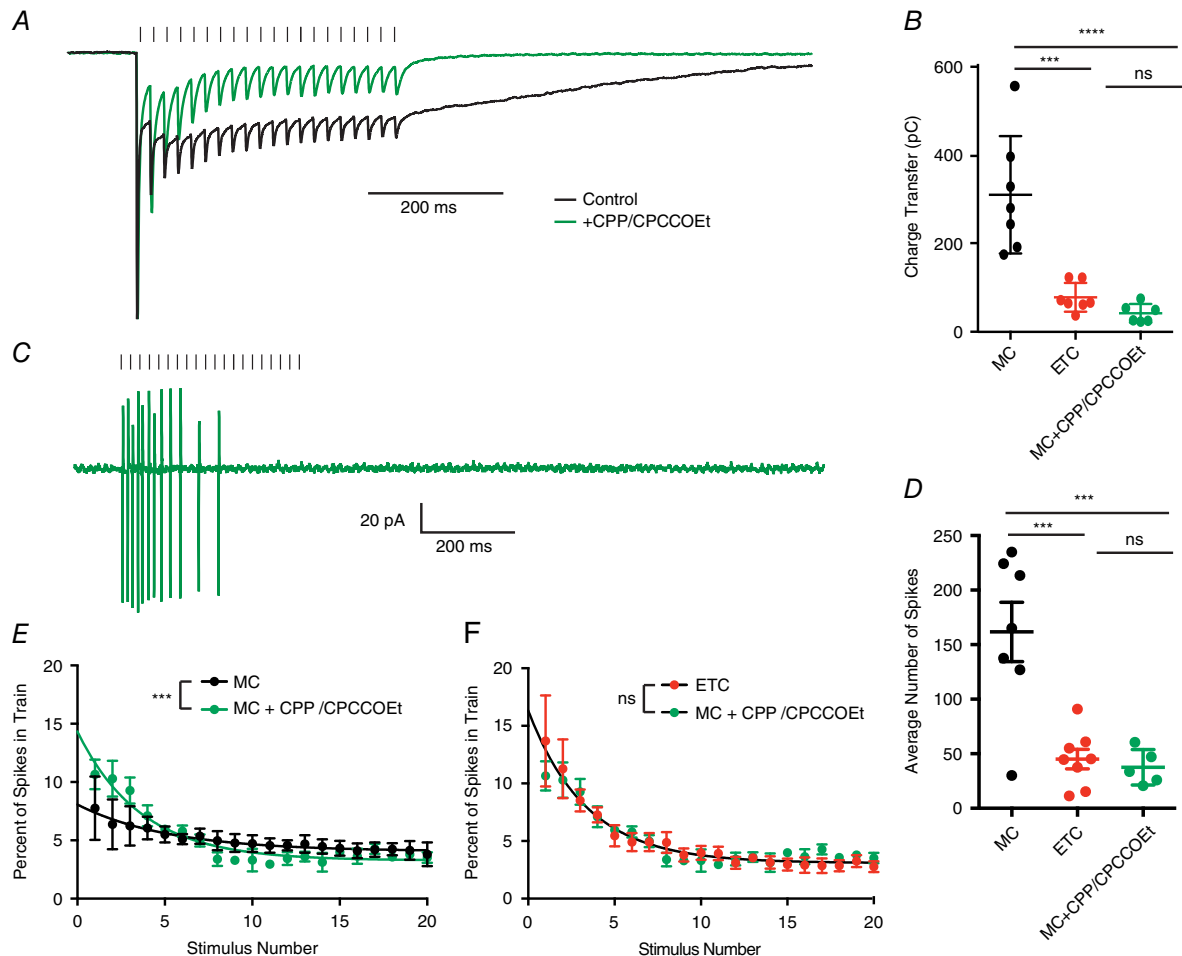 A
200 ms
Control
+CPP/CPCCOEt
B
****
***
ns
600
400
200
0
Charge Transfer (pC)
MC
ETC
MC+CPP/CPCCOEt
C
20 pA
200 ms
D
***
***
ns
250
200
150
100
50
0
Average Number of Spikes
MC
ETC
MC+CPP/CPCCOEt
E
20
15
10
5
0
Percent of Spikes in Train
***
MC
MC + CPP /CPCCOEt
0 5 10 15 20
Stimulus Number
F
20
15
10
5
0
Percent of Spikes in Train
ns
ETC
MC + CPP /CPCCOEt
0 5 10 15 20
Stimulus Number